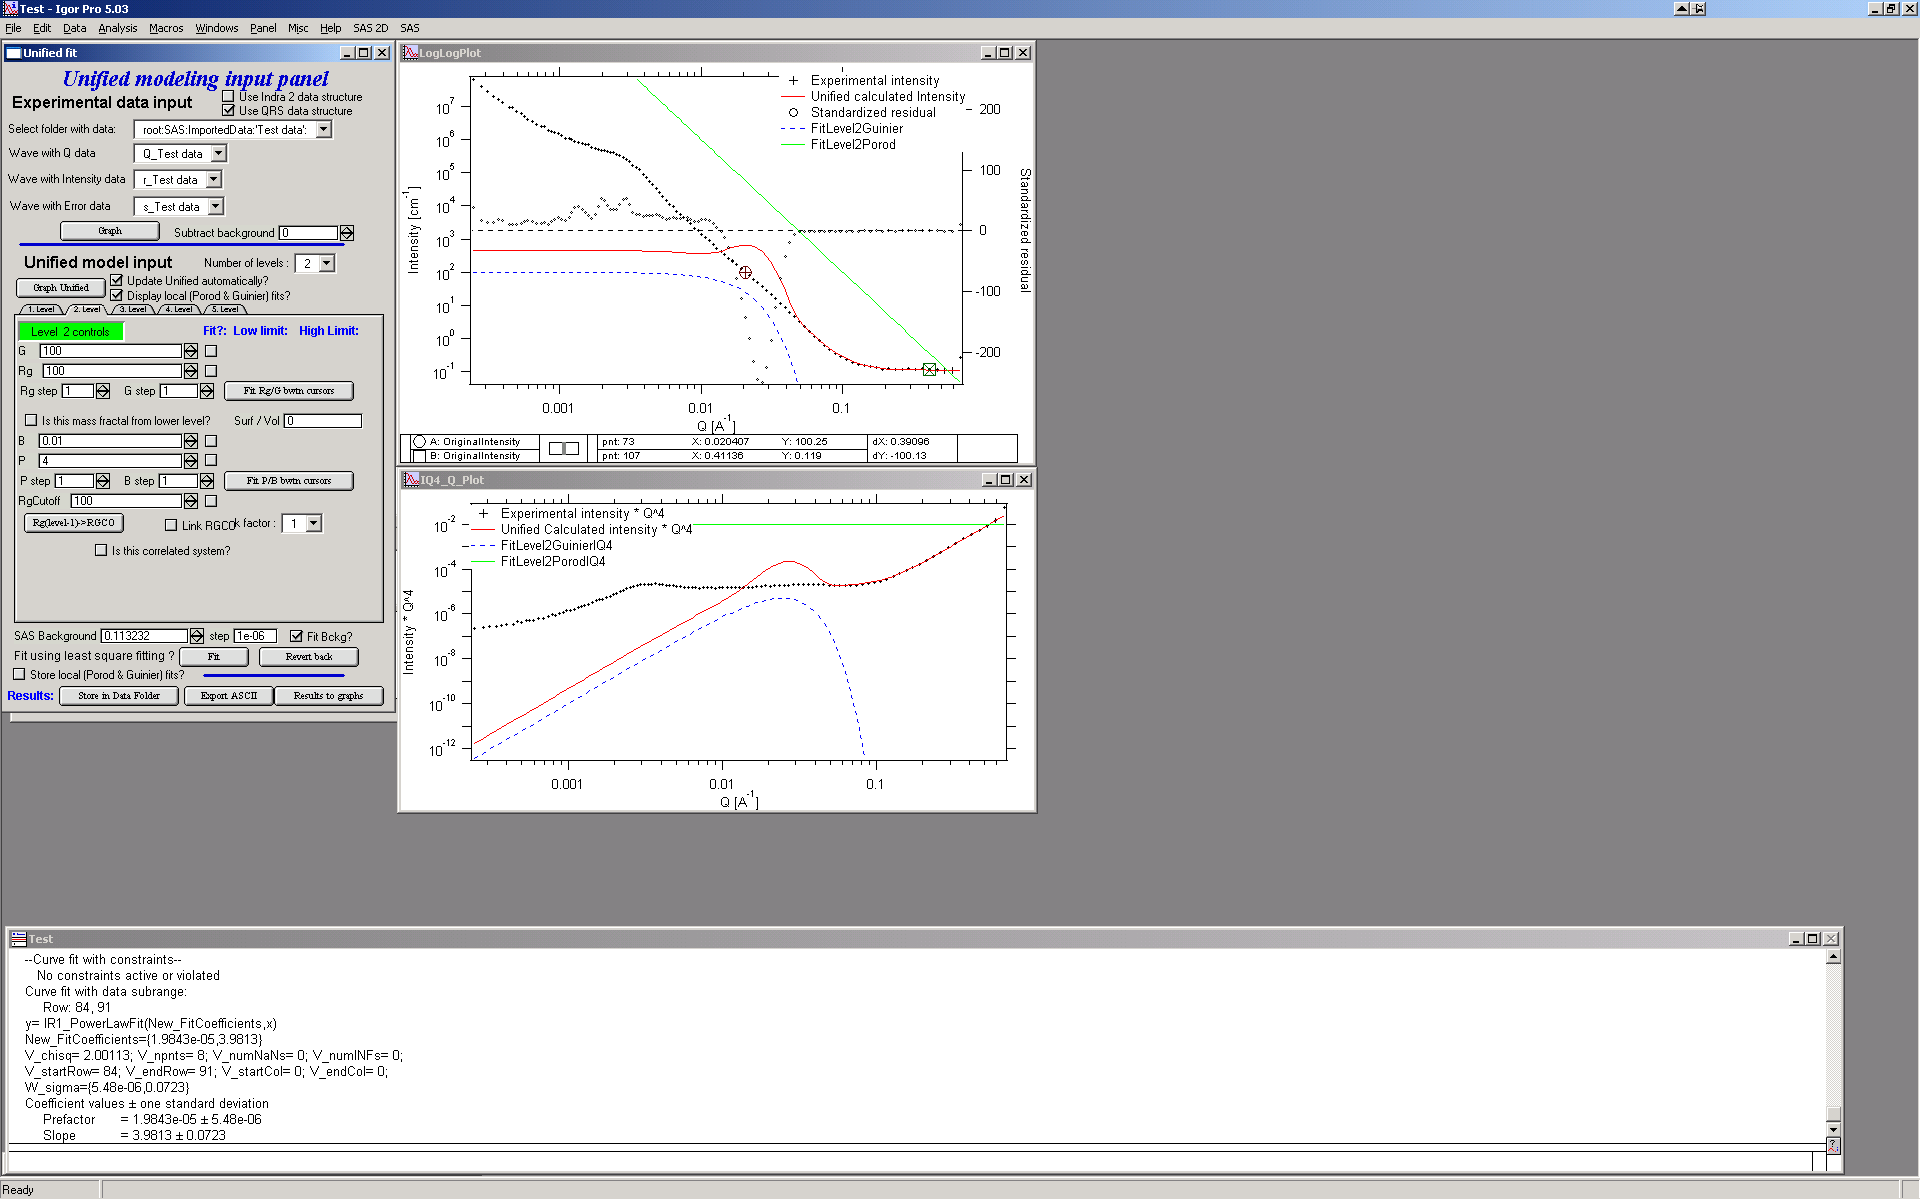 Test - Igor Pro 5.03
File Edit Data Analysis Macros Windows Panel Misc Help SAS 2D SAS
Unified fit
Unified modeling input panel
Experimental data input
Use Indra 2 data structure
Use QRS data structure
Select folder with data: root:SAS:ImportedData:'Test data':
Wave with Q data Q_Test data
Wave with Intensity data r_Test data
Wave with Error data s_Test data
Graph Subtract background 0
Unified model input Number of levels : 2
Graph Unified Update Unified automatically?
Display local (Porod & Guinier) fits?
1. Level 2. Level 3. Level 4. Level 5. Level
Level 2 controls Fit?: Low limit: High Limit:
G 100
Rg 100
Rg step 1 G step 1 Fit Rg/G bwtn cursors
Is this mass fractal from lower level? Surf / Vol 0
B 0.01
P 4
P step 1 B step 1 Fit P/B bwtn cursors
RgCutoff 100
Rg(level-1)->RGCO Link RGCO k factor : 1
Is this correlated system?
SAS Background 0.113232 step 1e-06 Fit Bckg?
Fit using least square fitting ? Fit Revert back
Store local (Porod & Guinier) fits?
Results: Store in Data Folder Export ASCII Results to graphs
LogLogPlot
Experimental intensity
Unified calculated Intensity
Standardized residual
FitLevel2Guinier
FitLevel2Porod
Intensity [cm^-1]
10^7
10^6
10^5
10^4
10^3
10^2
10^1
10^0
10^-1
200
100
0
-100
-200
Standardized residual
0.001 0.01 0.1
Q [A^-1]
A: OriginalIntensity pnt: 73 X: 0.020407 Y: 100.25 dX: 0.39096
B: OriginalIntensity pnt: 107 X: 0.41136 Y: 0.119 dY: -100.13
IQ4_Q_Plot
Experimental intensity * Q^4
Unified Calculated intensity * Q^4
FitLevel2GuinierIQ4
FitLevel2PorodIQ4
Intensity * Q^4
10^-2
10^-4
10^-6
10^-8
10^-10
10^-12
0.001 0.01 0.1
Q [A^-1]
Test
--Curve fit with constraints--
No constraints active or violated
Curve fit with data subrange:
Row: 84, 91
y= IR1_PowerLawFit(New_FitCoefficients,x)
New_FitCoefficients={1.9843e-05,3.9813}
V_chisq= 2.00113; V_npnts= 8; V_numNaNs= 0; V_numINFs= 0;
V_startRow= 84; V_endRow= 91; V_startCol= 0; V_endCol= 0;
W_sigma={5.48e-06,0.0723}
Coefficient values ± one standard deviation
Prefactor = 1.9843e-05 ± 5.48e-06
Slope = 3.9813 ± 0.0723
Ready